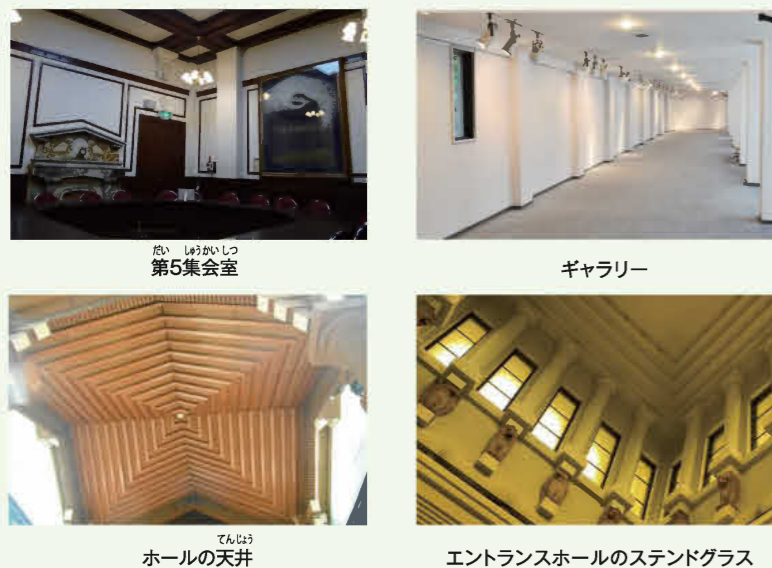 だい しゅうかいしつ
第5集会室
ギャラリー
てんじょう
ホールの天井
エントランスホールのステンドグラス